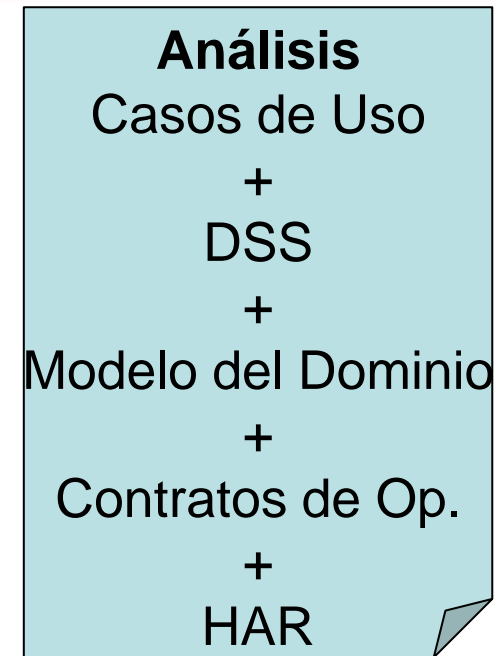 Análisis
Casos de Uso
+
DSS
+
Modelo del Dominio
+
Contratos de Op.
+
HAR